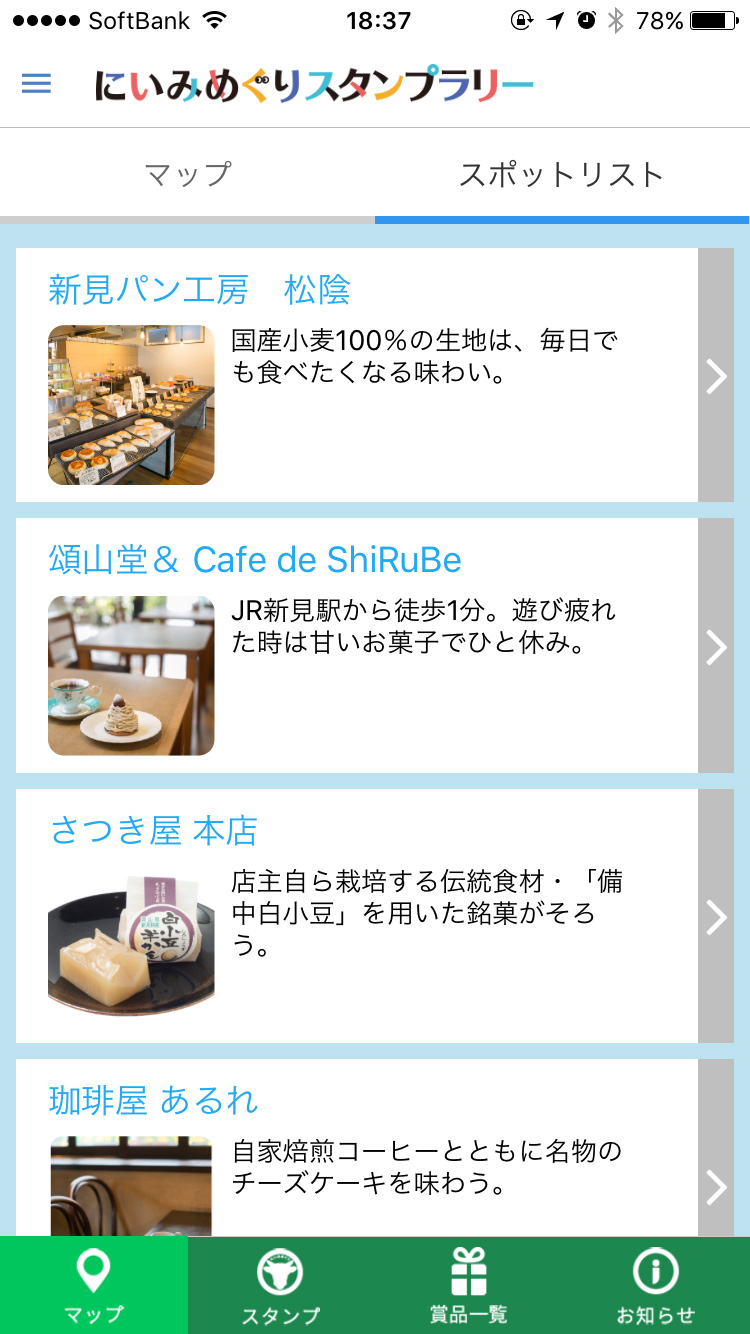 SoftBank 18:37 78%
にいみめぐりスタンプラリー
マップ スポットリスト
新見パン工房　松陰
国産小麦100％の生地は、毎日で
も食べたくなる味わい。
頌山堂＆ Cafe de ShiRuBe
JR新見駅から徒歩1分。遊び疲れ
た時は甘いお菓子でひと休み。
さつき屋 本店
店主自ら栽培する伝統食材・「備
中白小豆」を用いた銘菓がそろ
う。
白小豆
羊かん
珈琲屋 あるれ
自家焙煎コーヒーとともに名物の
チーズケーキを味わう。
マップ スタンプ 賞品一覧 お知らせ